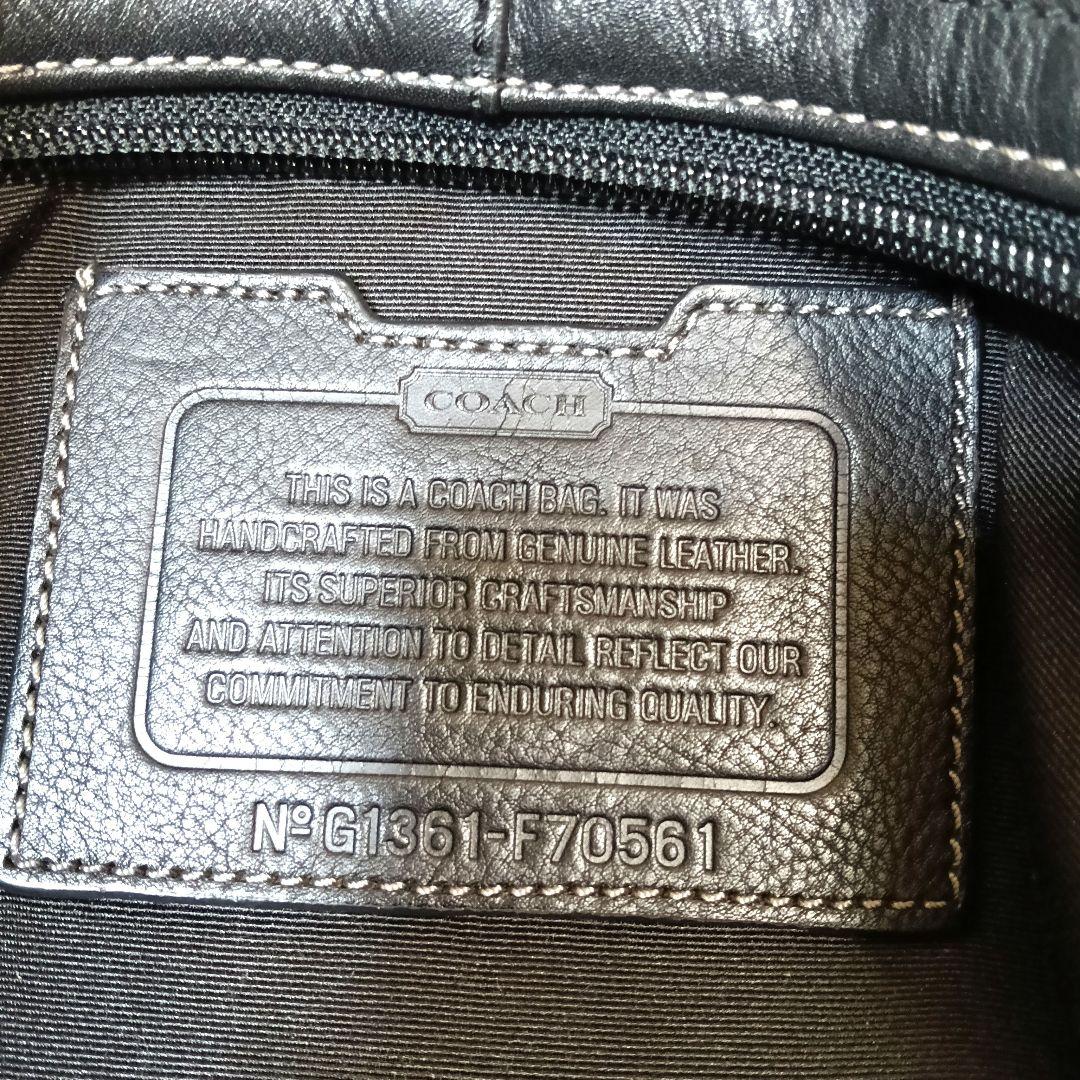 COACH
THIS IS A COACH BAG. IT WAS
HANDCRAFTED FROM GENUINE LEATHER.
ITS SUPERIOR CRAFTSMANSHIP
AND ATTENTION TO DETAIL REFLECT OUR
COMMITMENT TO ENDURING QUALITY.
Nº G1361-F70561